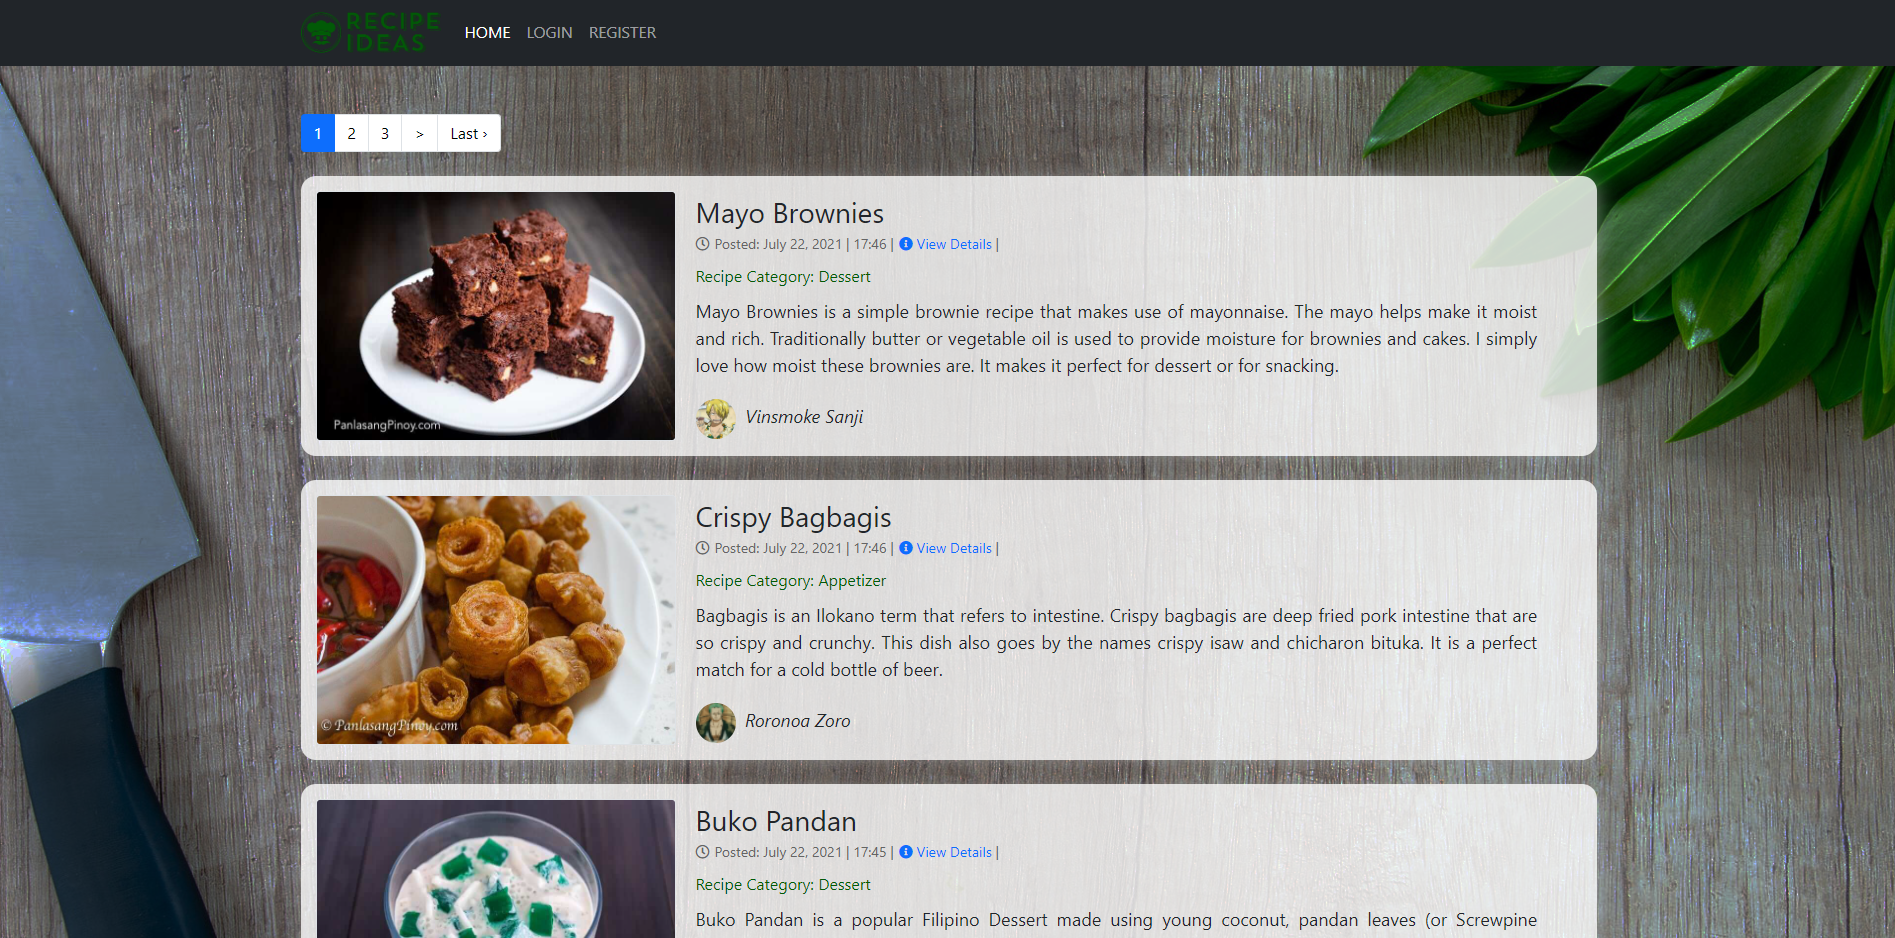 RECIPE
IDEAS
HOME LOGIN REGISTER
1 2 3 > Last ›
Mayo Brownies
Posted: July 22, 2021 | 17:46 | View Details |
Recipe Category: Dessert
Mayo Brownies is a simple brownie recipe that makes use of mayonnaise. The mayo helps make it moist
and rich. Traditionally butter or vegetable oil is used to provide moisture for brownies and cakes. I simply
love how moist these brownies are. It makes it perfect for dessert or for snacking.
PanlasangPinoy.com
Vinsmoke Sanji
Crispy Bagbagis
Posted: July 22, 2021 | 17:46 | View Details |
Recipe Category: Appetizer
Bagbagis is an Ilokano term that refers to intestine. Crispy bagbagis are deep fried pork intestine that are
so crispy and crunchy. This dish also goes by the names crispy isaw and chicharon bituka. It is a perfect
match for a cold bottle of beer.
© PanlasangPinoy.com
Roronoa Zoro
Buko Pandan
Posted: July 22, 2021 | 17:45 | View Details |
Recipe Category: Dessert
Buko Pandan is a popular Filipino Dessert made using young coconut, pandan leaves (or Screwpine